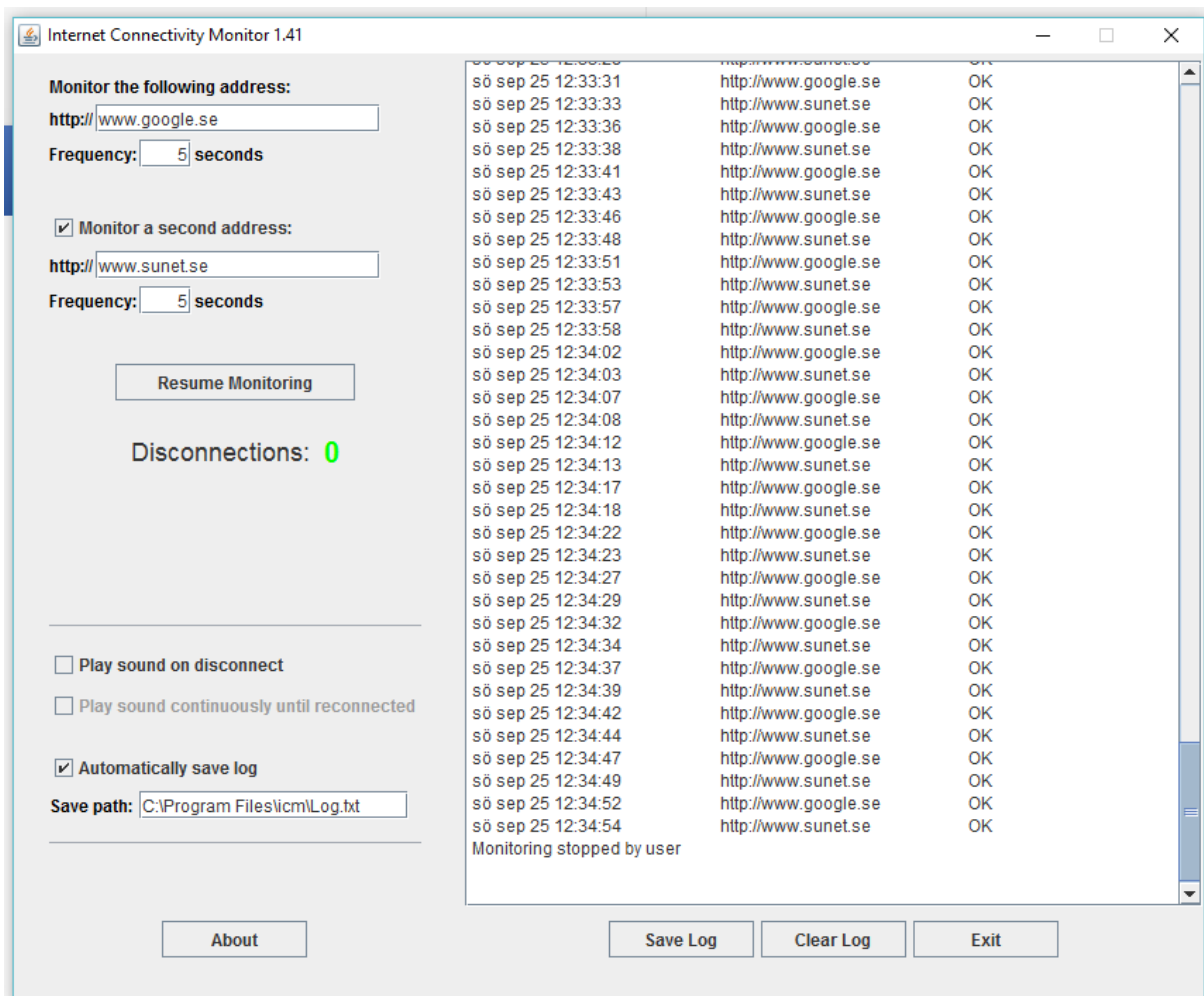 Internet Connectivity Monitor 1.41
Monitor the following address:
http:// www.google.se
Frequency: 5 seconds
Monitor a second address:
http:// www.sunet.se
Frequency: 5 seconds
Resume Monitoring
Disconnections: 0
Play sound on disconnect
Play sound continuously until reconnected
Automatically save log
Save path: C:\Program Files\icm\Log.txt
About
sö sep 25 12:33:31 http://www.google.se OK
sö sep 25 12:33:33 http://www.sunet.se OK
sö sep 25 12:33:36 http://www.google.se OK
sö sep 25 12:33:38 http://www.sunet.se OK
sö sep 25 12:33:41 http://www.google.se OK
sö sep 25 12:33:43 http://www.sunet.se OK
sö sep 25 12:33:46 http://www.google.se OK
sö sep 25 12:33:48 http://www.sunet.se OK
sö sep 25 12:33:51 http://www.google.se OK
sö sep 25 12:33:53 http://www.sunet.se OK
sö sep 25 12:33:57 http://www.google.se OK
sö sep 25 12:33:58 http://www.sunet.se OK
sö sep 25 12:34:02 http://www.google.se OK
sö sep 25 12:34:03 http://www.sunet.se OK
sö sep 25 12:34:07 http://www.google.se OK
sö sep 25 12:34:08 http://www.sunet.se OK
sö sep 25 12:34:12 http://www.google.se OK
sö sep 25 12:34:13 http://www.sunet.se OK
sö sep 25 12:34:17 http://www.google.se OK
sö sep 25 12:34:18 http://www.sunet.se OK
sö sep 25 12:34:22 http://www.google.se OK
sö sep 25 12:34:23 http://www.sunet.se OK
sö sep 25 12:34:27 http://www.google.se OK
sö sep 25 12:34:29 http://www.sunet.se OK
sö sep 25 12:34:32 http://www.google.se OK
sö sep 25 12:34:34 http://www.sunet.se OK
sö sep 25 12:34:37 http://www.google.se OK
sö sep 25 12:34:39 http://www.sunet.se OK
sö sep 25 12:34:42 http://www.google.se OK
sö sep 25 12:34:44 http://www.sunet.se OK
sö sep 25 12:34:47 http://www.google.se OK
sö sep 25 12:34:49 http://www.sunet.se OK
sö sep 25 12:34:52 http://www.google.se OK
sö sep 25 12:34:54 http://www.sunet.se OK
Monitoring stopped by user
Save Log
Clear Log
Exit